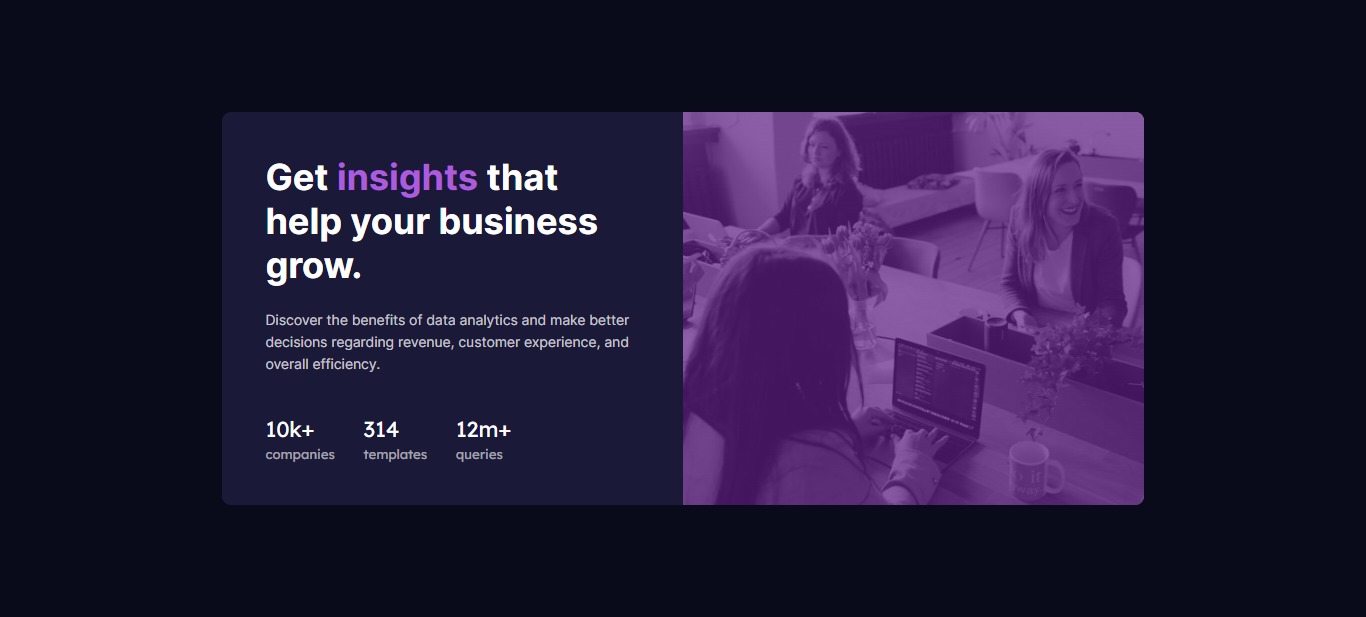 Get insights that
help your business
grow.
Discover the benefits of data analytics and make better
decisions regarding revenue, customer experience, and
overall efficiency.
10k+ 314 12m+
companies templates queries